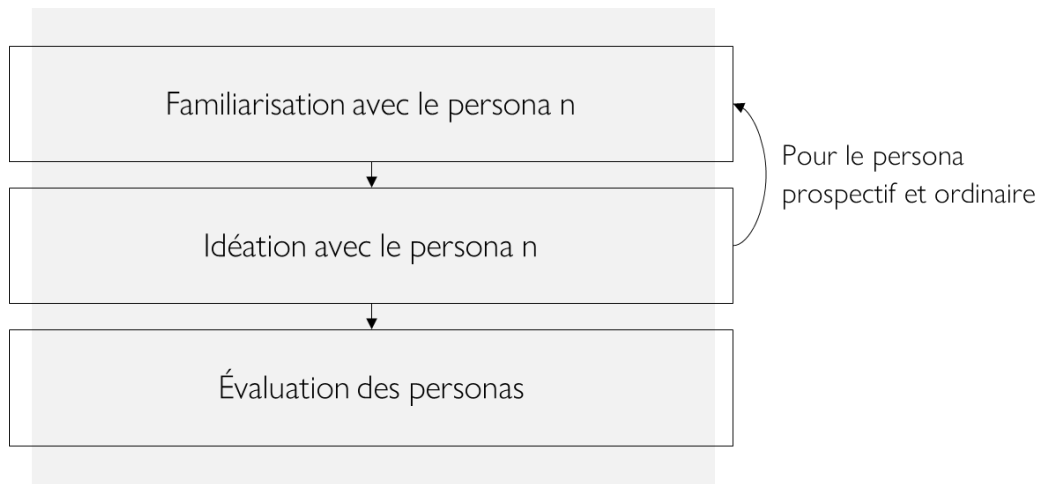 Familiarisation avec le persona n
Pour le persona
prospectif et ordinaire
Idéation avec le persona n
Évaluation des personas